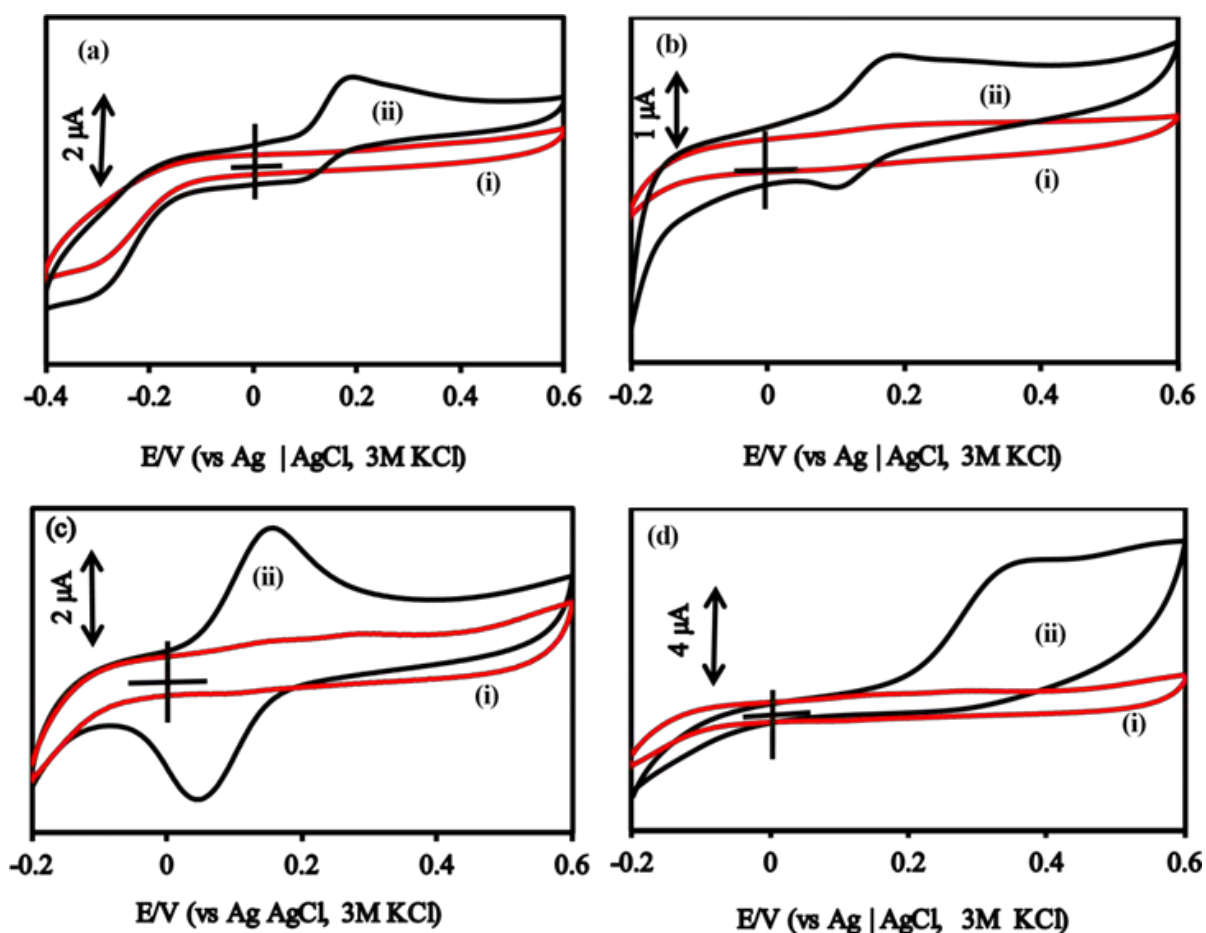 (a)
2 µA
(ii)
(i)
-0.4 -0.2 0 0.2 0.4 0.6
E/V (vs Ag | AgCl, 3M KCl)
(b)
1 µA
(ii)
(i)
-0.2 0 0.2 0.4 0.6
E/V (vs Ag | AgCl, 3M KCl)
(c)
2 µA
(ii)
(i)
-0.2 0 0.2 0.4 0.6
E/V (vs Ag AgCl, 3M KCl)
(d)
4 µA
(ii)
(i)
-0.2 0 0.2 0.4 0.6
E/V (vs Ag | AgCl, 3M KCl)